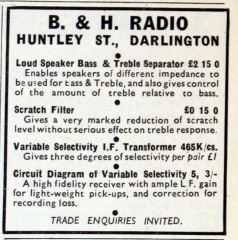 B. & H. RADIO
HUNTLEY ST., DARLINGTON
Loud Speaker Bass & Treble Separator £2 15 0
Enables speakers of different impedance to
be used for bass & Treble, and also gives control
of the amount of treble relative to bass.
Scratch Filter £0 15 0
Gives a very marked reduction of scratch
level without serious effect on treble response.
Variable Selectivity I.F. Transformer 465K/cs.
Gives three degrees of selectivity per pair £1
Circuit Diagram of Variable Selectivity 5, 3/-
A high fidelity receiver with ample L.F. gain
for light-weight pick-ups, and correction for
recording loss.
TRADE ENQUIRIES INVITED.